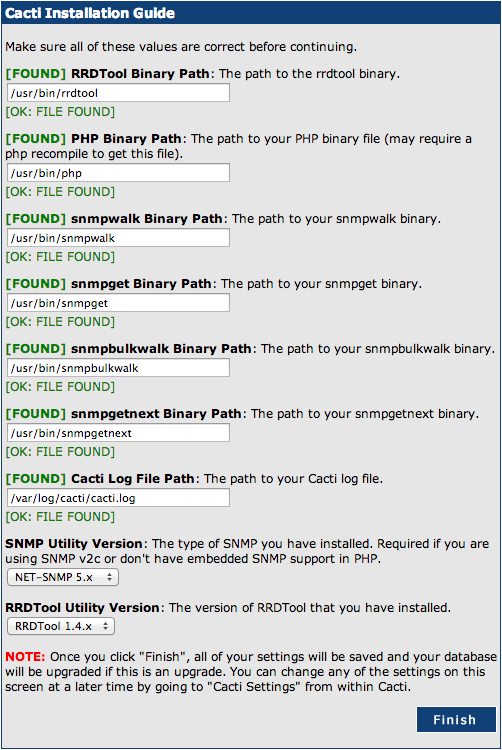 Cacti Installation Guide
Make sure all of these values are correct before continuing.
[FOUND] RRDTool Binary Path: The path to the rrdtool binary.
/usr/bin/rrdtool
[OK: FILE FOUND]
[FOUND] PHP Binary Path: The path to your PHP binary file (may require a
php recompile to get this file).
/usr/bin/php
[OK: FILE FOUND]
[FOUND] snmpwalk Binary Path: The path to your snmpwalk binary.
/usr/bin/snmpwalk
[OK: FILE FOUND]
[FOUND] snmpget Binary Path: The path to your snmpget binary.
/usr/bin/snmpget
[OK: FILE FOUND]
[FOUND] snmpbulkwalk Binary Path: The path to your snmpbulkwalk binary.
/usr/bin/snmpbulkwalk
[OK: FILE FOUND]
[FOUND] snmpgetnext Binary Path: The path to your snmpgetnext binary.
/usr/bin/snmpgetnext
[OK: FILE FOUND]
[FOUND] Cacti Log File Path: The path to your Cacti log file.
/var/log/cacti/cacti.log
[OK: FILE FOUND]
SNMP Utility Version: The type of SNMP you have installed. Required if you are
using SNMP v2c or don't have embedded SNMP support in PHP.
NET-SNMP 5.x
RRDTool Utility Version: The version of RRDTool that you have installed.
RRDTool 1.4.x
NOTE: Once you click "Finish", all of your settings will be saved and your database
will be upgraded if this is an upgrade. You can change any of the settings on this
screen at a later time by going to "Cacti Settings" from within Cacti.
Finish